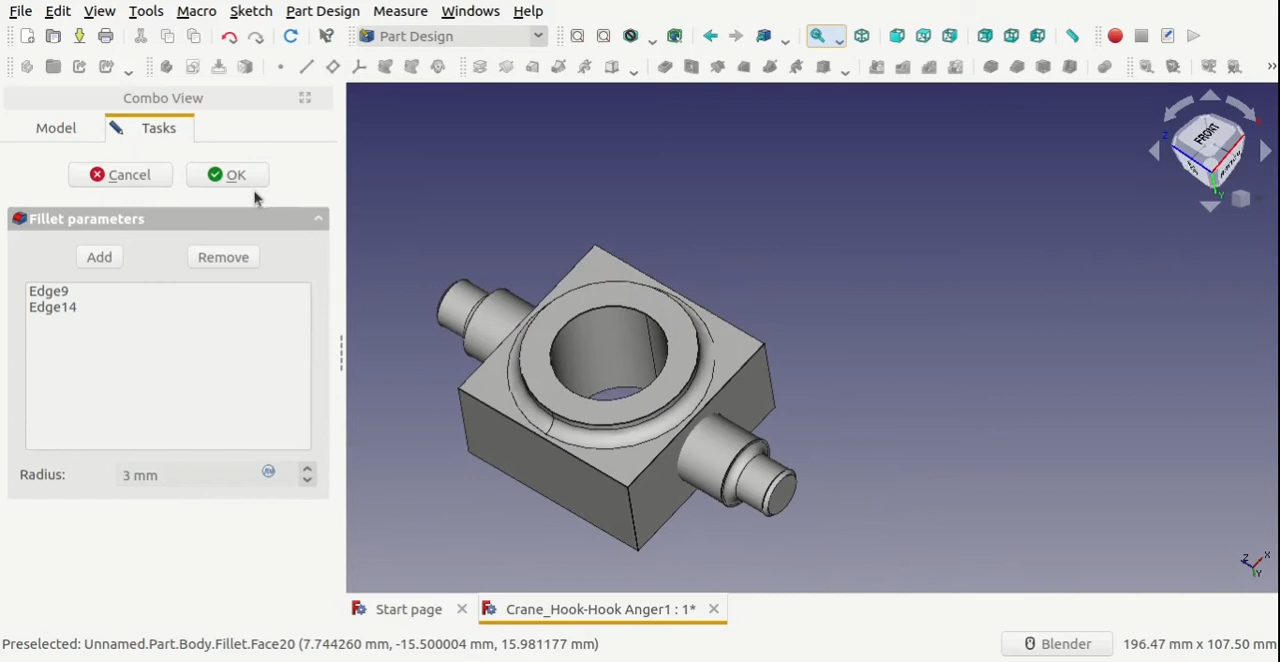 File Edit View Tools Macro Sketch Part Design Measure Windows Help
Part Design
Combo View
Model Tasks
Cancel OK
Fillet parameters
Add Remove
Edge9
Edge14
Radius: 3 mm
FRONT
Z
X
Y
Z X
Y
Start page Crane_Hook-Hook Anger1 : 1*
Preselected: Unnamed.Part.Body.Fillet.Face20 (7.744260 mm, -15.500004 mm, 15.981177 mm) Blender 196.47 mm x 107.50 mm